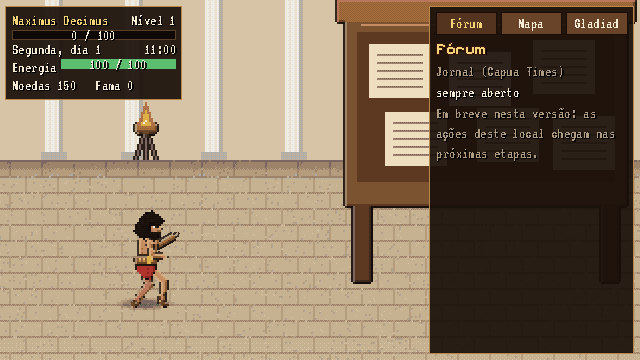 Maximus Decimus Nível 1
0 / 100
Segunda, dia 1 11:00
Energia 100 / 100
Moedas 150 Fama 0
Fórum Mapa Gladiad
Fórum
Jornal (Capua Times)
sempre aberto
Em breve nesta versão: as
ações deste local chegam nas
próximas etapas.